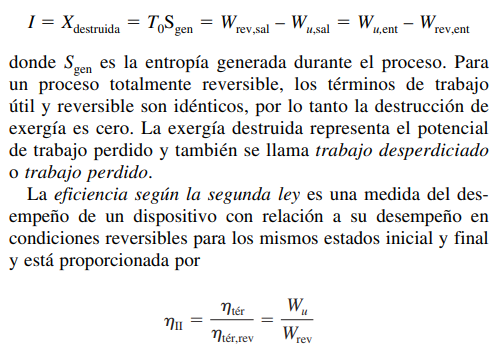 I = X_destruida = T_0S_gen = W_rev,sal − W_u,sal = W_u,ent − W_rev,ent
donde S_gen es la entropía generada durante el proceso. Para
un proceso totalmente reversible, los términos de trabajo
útil y reversible son idénticos, por lo tanto la destrucción de
exergía es cero. La exergía destruida representa el potencial
de trabajo perdido y también se llama trabajo desperdiciado
o trabajo perdido.
La eficiencia según la segunda ley es una medida del des-
empeño de un dispositivo con relación a su desempeño en
condiciones reversibles para los mismos estados inicial y final
y está proporcionada por
η_II = η_tér / η_tér,rev = W_u / W_rev